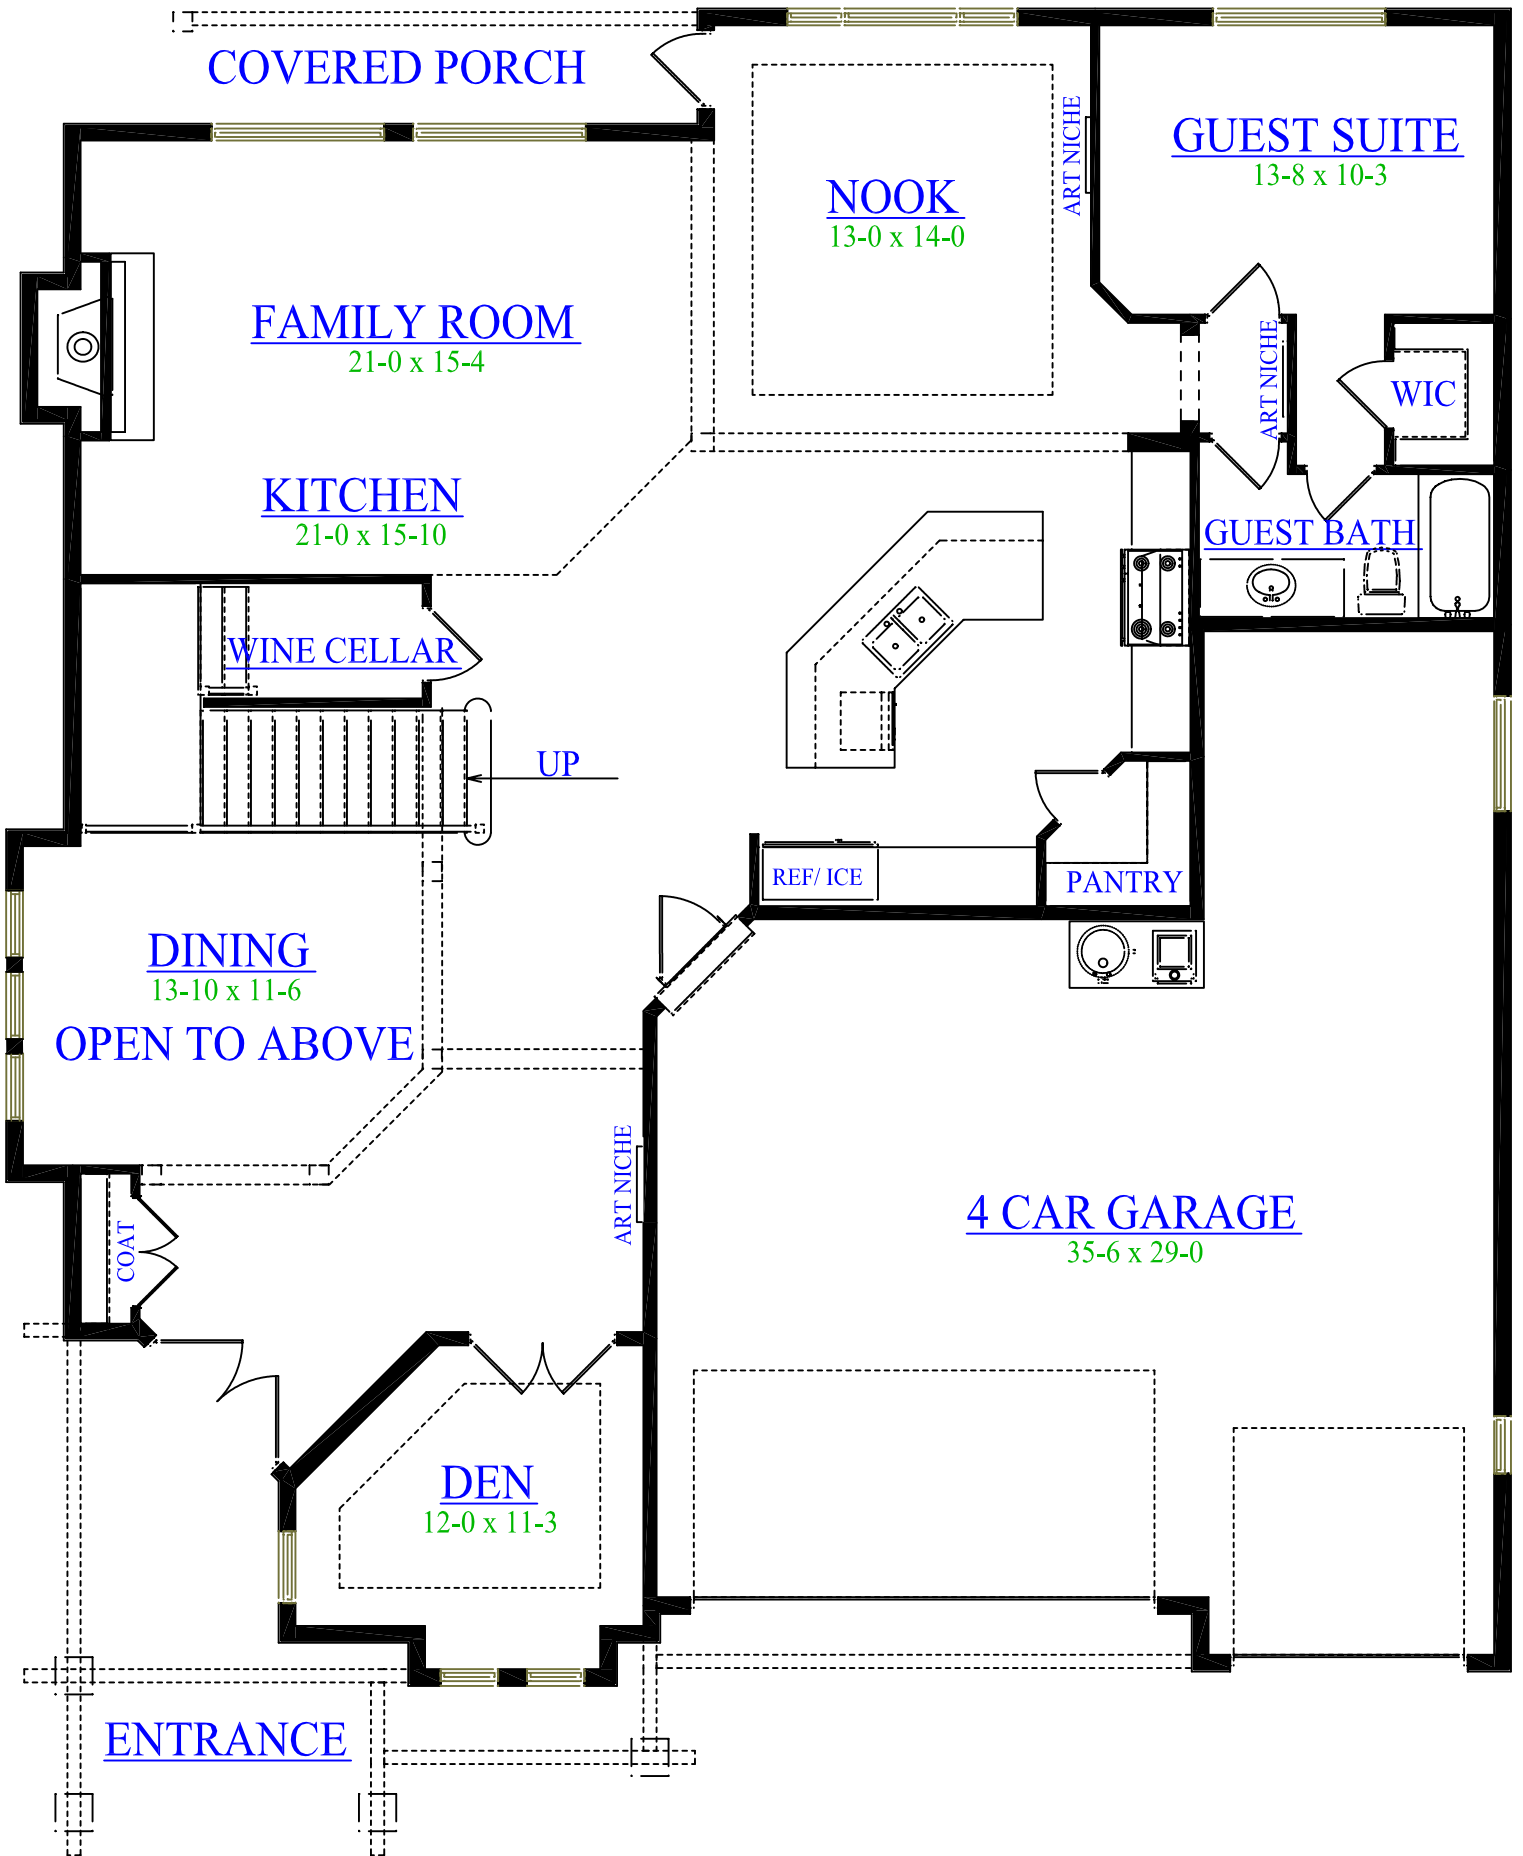 COVERED PORCH
GUEST SUITE
13-8 x 10-3
ART NICHE
NOOK
13-0 x 14-0
FAMILY ROOM
21-0 x 15-4
ART NICHE
WIC
KITCHEN
21-0 x 15-10
GUEST BATH
WINE CELLAR
UP
REF/ ICE
PANTRY
DINING
13-10 x 11-6
OPEN TO ABOVE
ART NICHE
COAT
4 CAR GARAGE
35-6 x 29-0
DEN
12-0 x 11-3
ENTRANCE